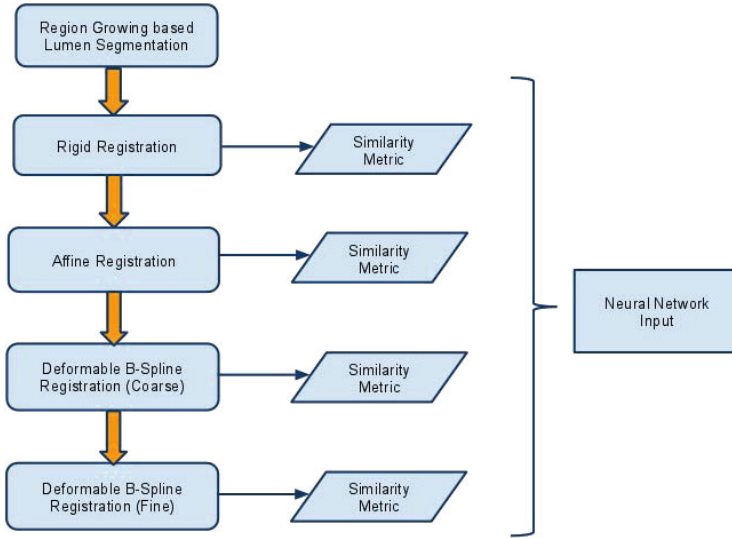 Region Growing based
Lumen Segmentation
Rigid Registration
Similarity
Metric
Affine Registration
Similarity
Metric
Neural Network
Input
Deformable B-Spline
Registration (Coarse)
Similarity
Metric
Deformable B-Spline
Registration (Fine)
Similarity
Metric